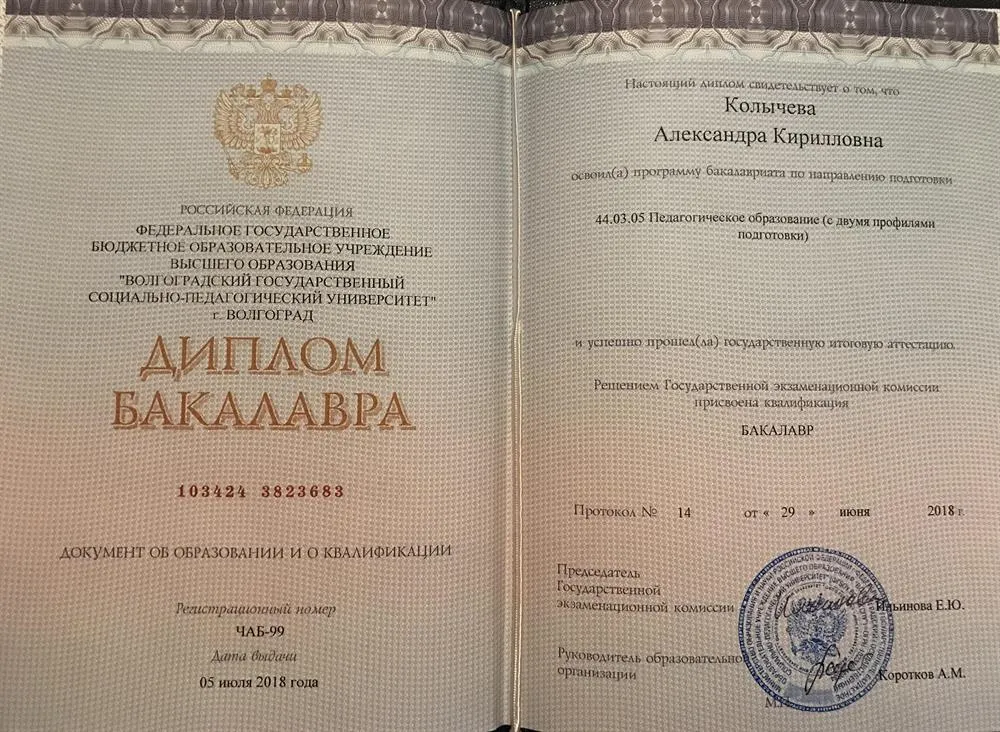 РОССИЙСКАЯ ФЕДЕРАЦИЯ
ФЕДЕРАЛЬНОЕ ГОСУДАРСТВЕННОЕ
БЮДЖЕТНОЕ ОБРАЗОВАТЕЛЬНОЕ УЧРЕЖДЕНИЕ
ВЫСШЕГО ОБРАЗОВАНИЯ
"ВОЛГОГРАДСКИЙ ГОСУДАРСТВЕННЫЙ
СОЦИАЛЬНО-ПЕДАГОГИЧЕСКИЙ УНИВЕРСИТЕТ"
г. ВОЛГОГРАД
ДИПЛОМ
БАКАЛАВРА
103424 3823683
ДОКУМЕНТ ОБ ОБРАЗОВАНИИ И О КВАЛИФИКАЦИИ
Регистрационный номер
ЧАБ-99
Дата выдачи
05 июля 2018 года
Настоящий диплом свидетельствует о том, что
Колычева
Александра Кирилловна
освоил(а) программу бакалавриата по направлению подготовки
44.03.05 Педагогическое образование (с двумя профилями
подготовки)
и успешно прошел(ла) государственную итоговую аттестацию.
Решением Государственной экзаменационной комиссии
присвоена квалификация
БАКАЛАВР
Протокол № 14 от « 29 » июня 2018 г.
Председатель
Государственной
экзаменационной комиссии Ильинова Е.Ю.
Руководитель образовательно
организации Коротков А.М.
М.П.